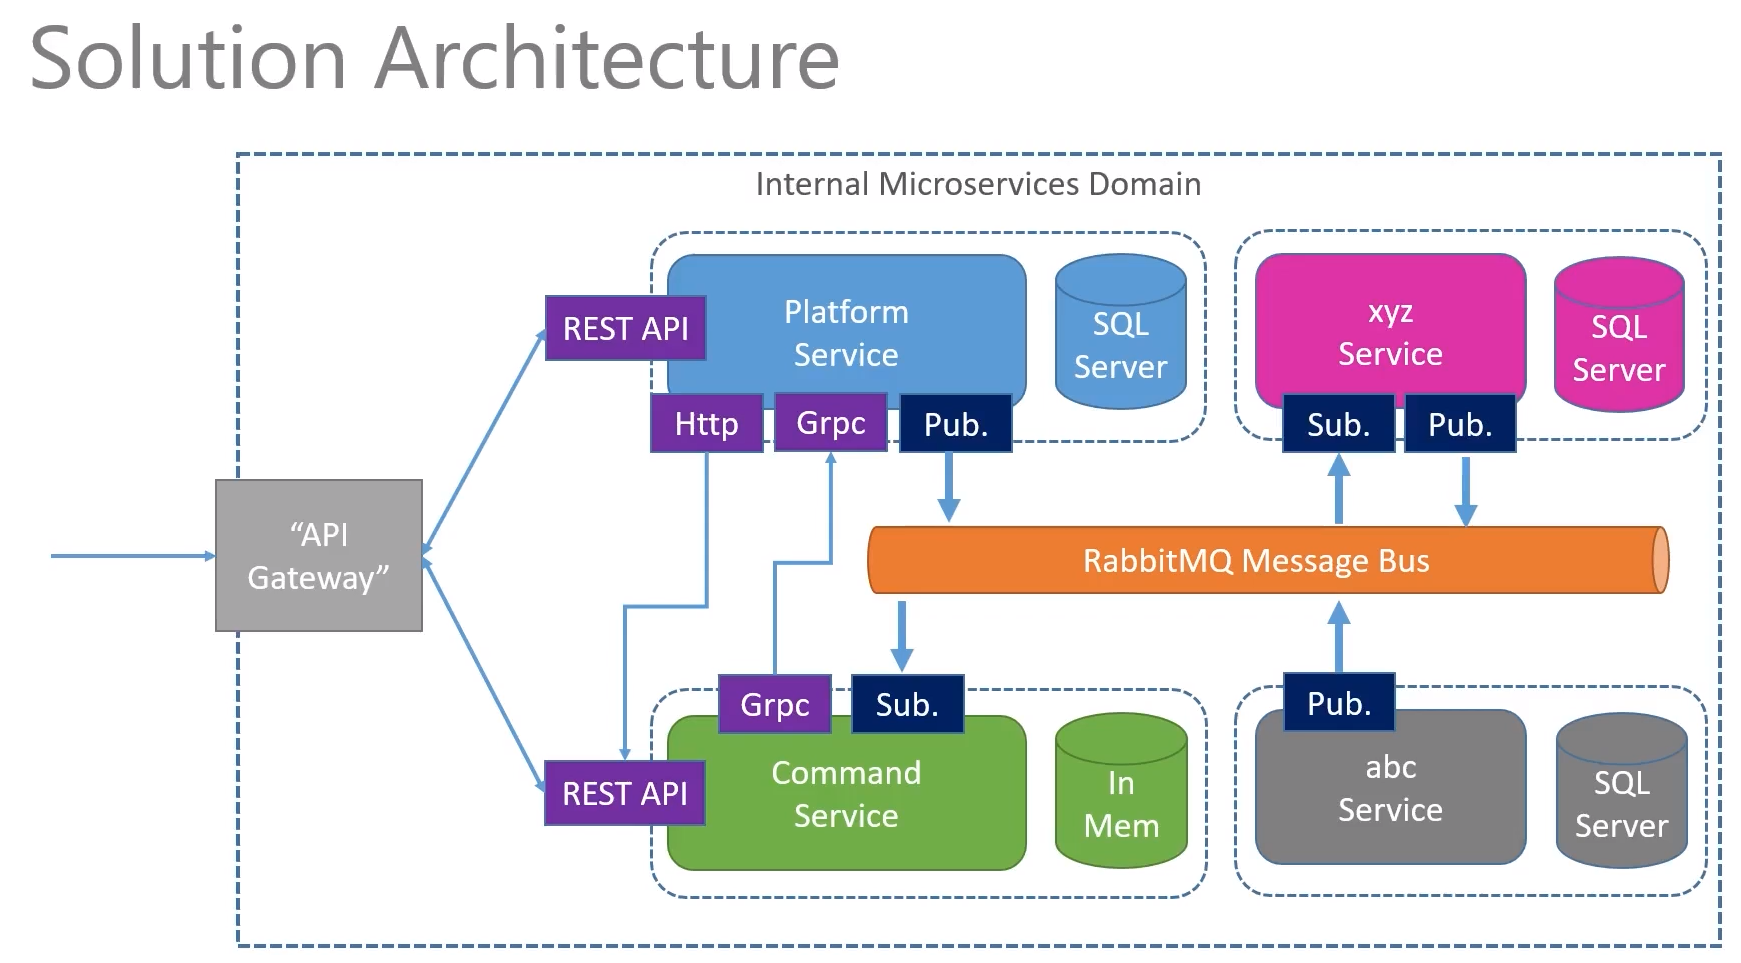 Solution Architecture
Internal Microservices Domain
REST API
Platform
Service
SQL
Server
xyz
Service
SQL
Server
Http
Grpc
Pub.
Sub.
Pub.
“API
Gateway”
RabbitMQ Message Bus
Grpc
Sub.
Pub.
REST API
Command
Service
In
Mem
abc
Service
SQL
Server